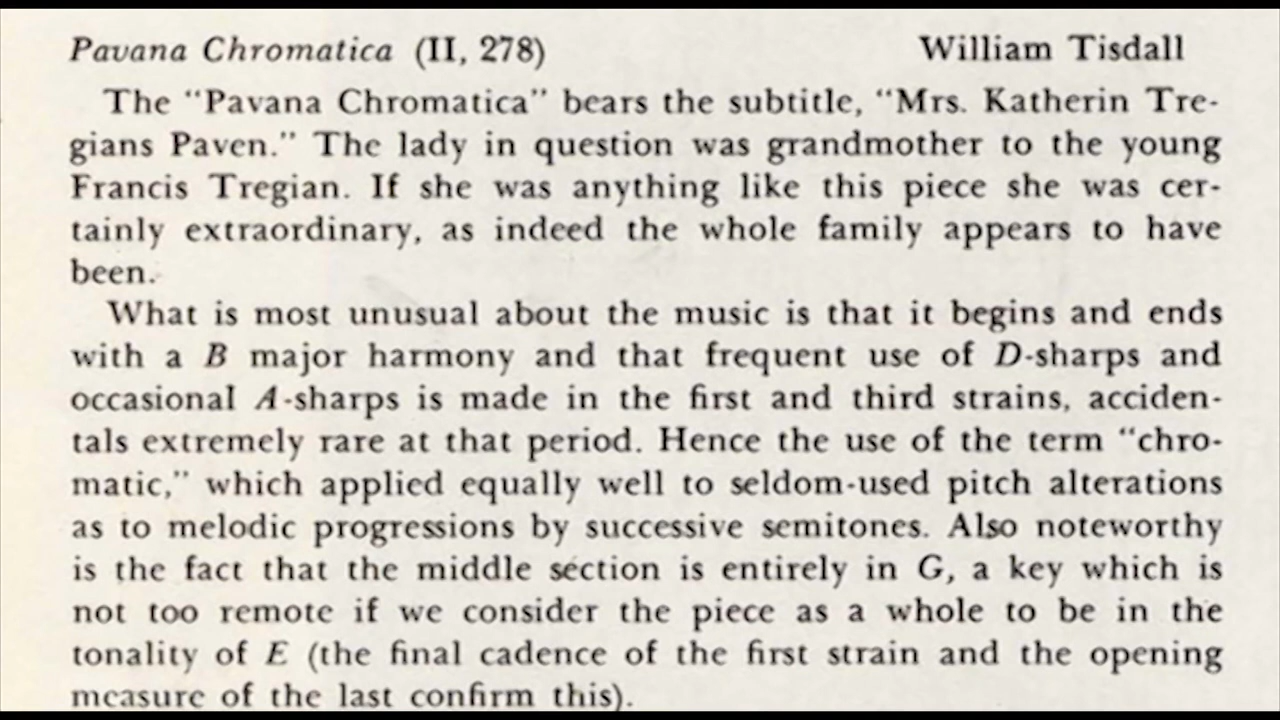 Pavana Chromatica (II, 278) William Tisdall
The “Pavana Chromatica” bears the subtitle, “Mrs. Katherin Tre-
gians Paven.” The lady in question was grandmother to the young
Francis Tregian. If she was anything like this piece she was cer-
tainly extraordinary, as indeed the whole family appears to have
been.
What is most unusual about the music is that it begins and ends
with a B major harmony and that frequent use of D-sharps and
occasional A-sharps is made in the first and third strains, acciden-
tals extremely rare at that period. Hence the use of the term “chro-
matic,” which applied equally well to seldom-used pitch alterations
as to melodic progressions by successive semitones. Also noteworthy
is the fact that the middle section is entirely in G, a key which is
not too remote if we consider the piece as a whole to be in the
tonality of E (the final cadence of the first strain and the opening
measure of the last confirm this).